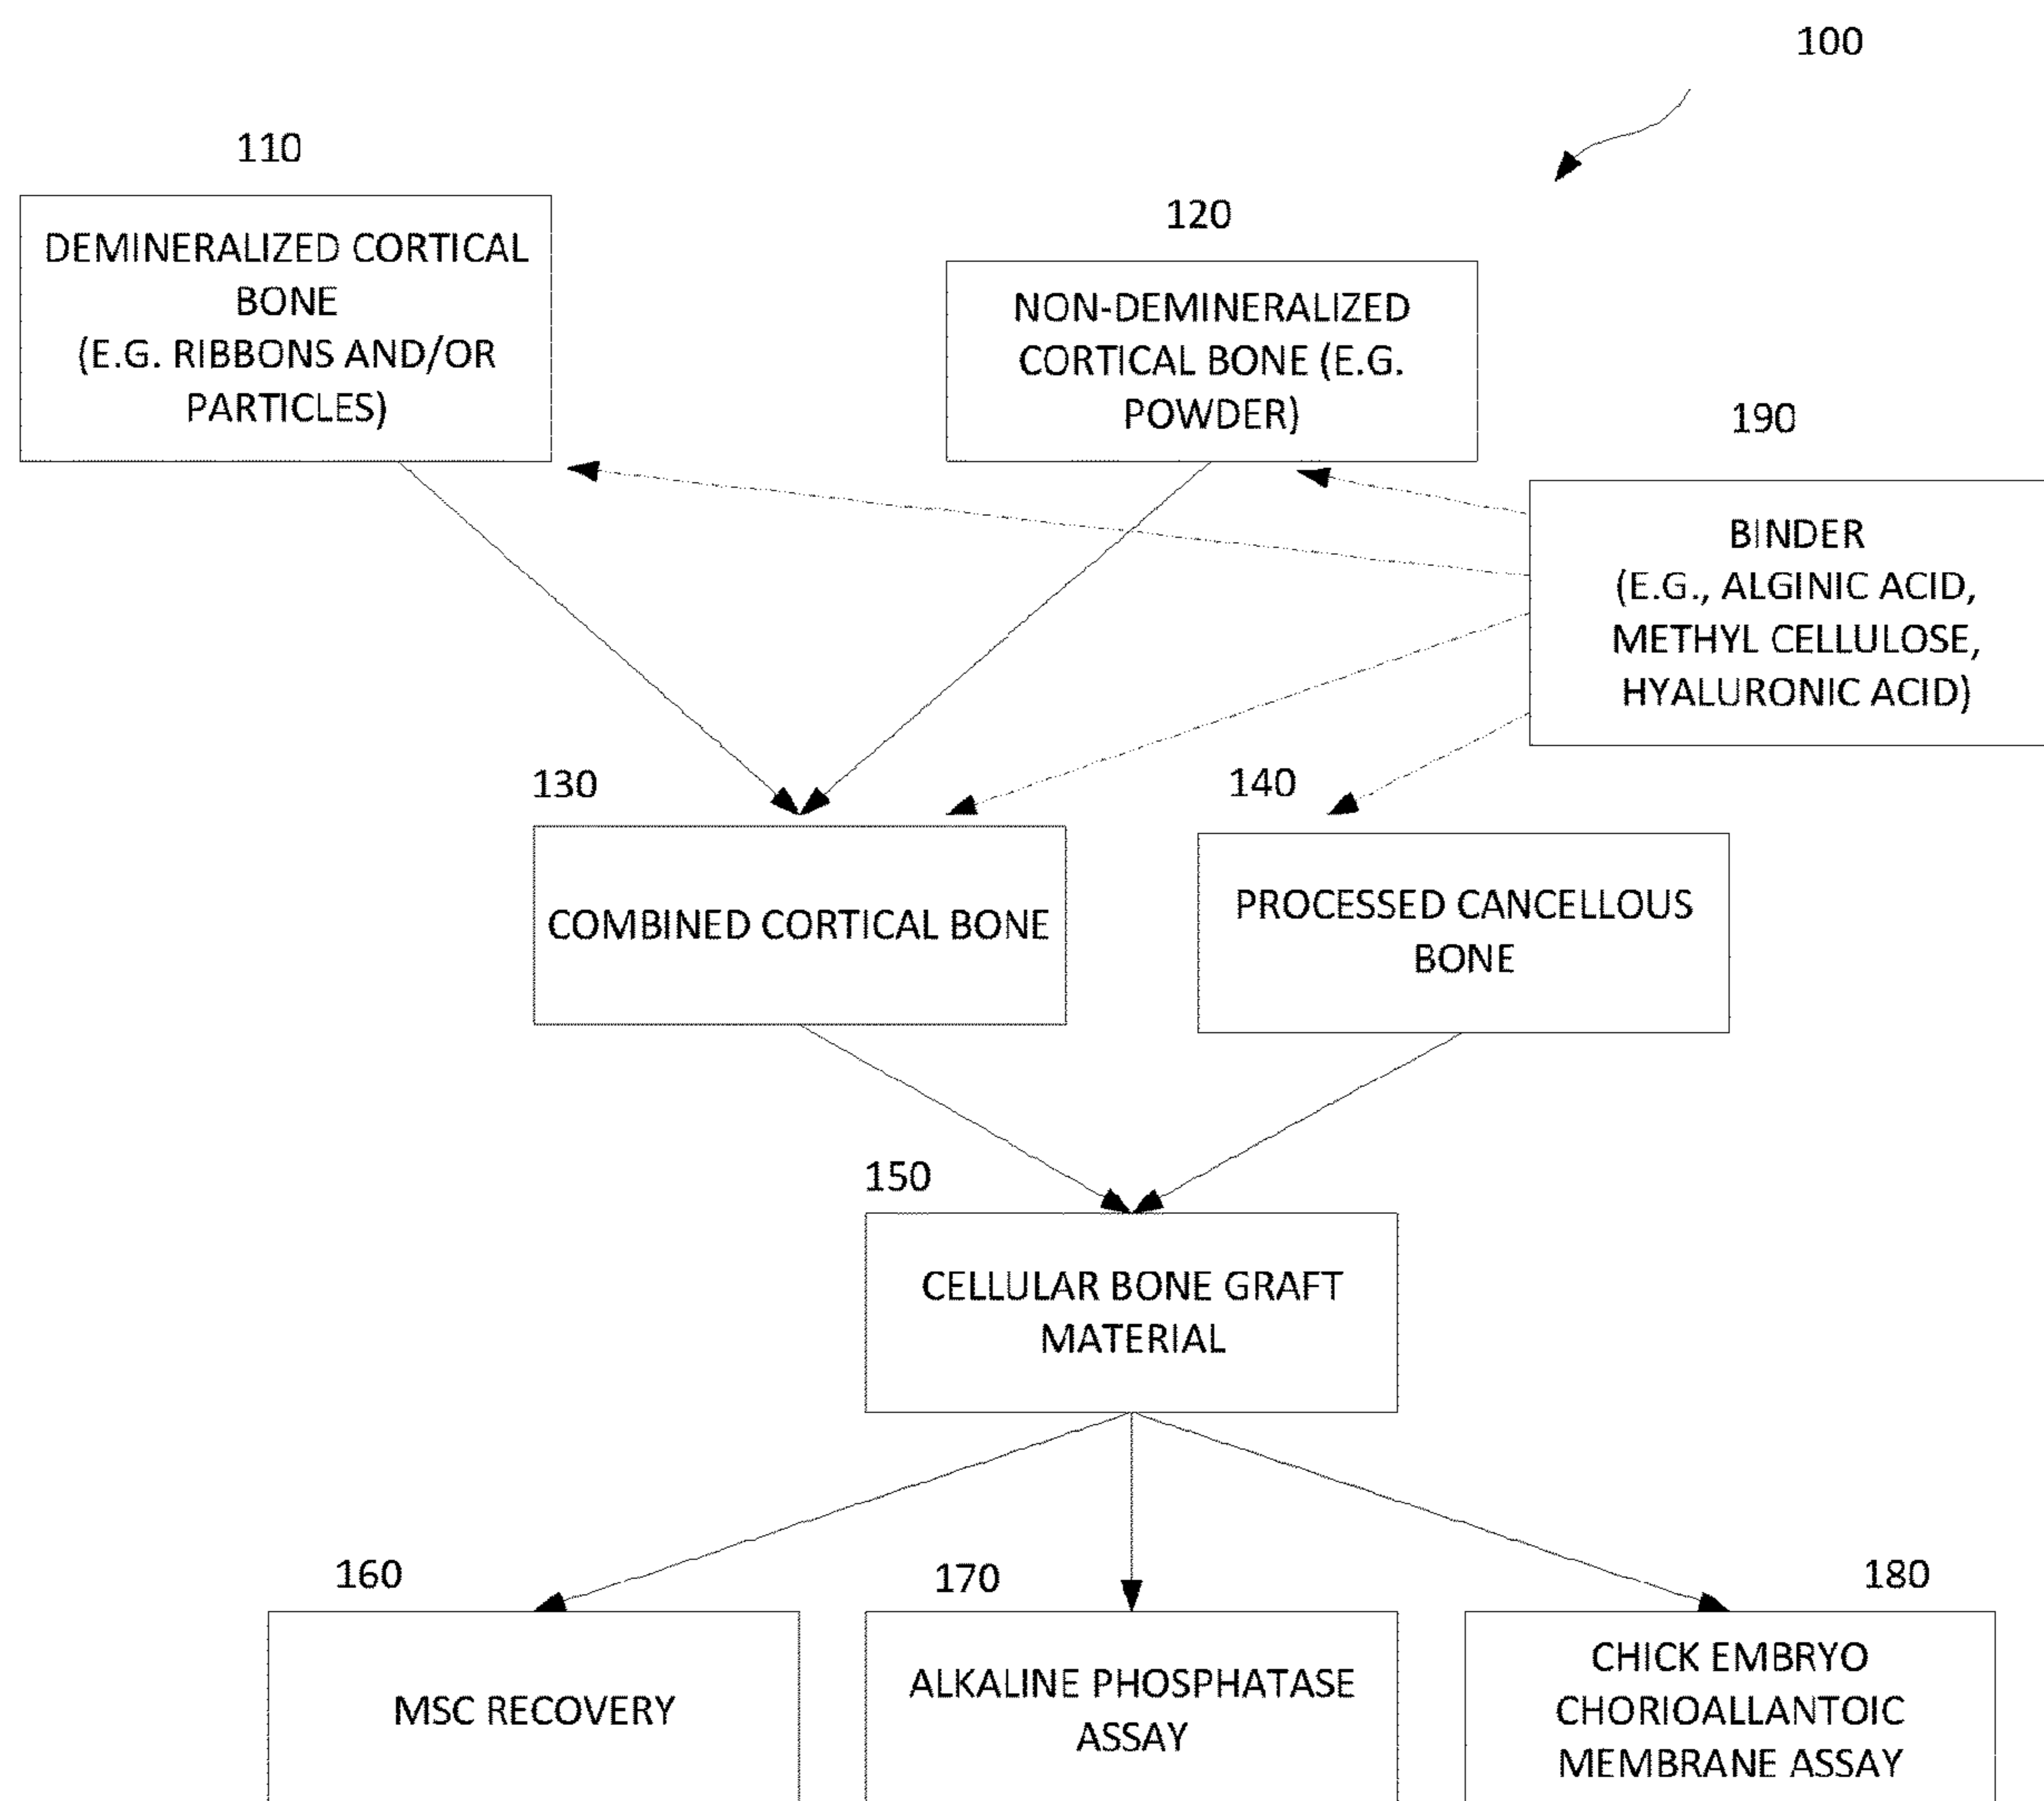 100
110
DEMINERALIZED CORTICAL
BONE
(E.G. RIBBONS AND/OR
PARTICLES)
120
NON-DEMINERALIZED
CORTICAL BONE (E.G.
POWDER)
190
BINDER
(E.G., ALGINIC ACID,
METHYL CELLULOSE,
HYALURONIC ACID)
130
COMBINED CORTICAL BONE
140
PROCESSED CANCELLOUS
BONE
150
CELLULAR BONE GRAFT
MATERIAL
160
MSC RECOVERY
170
ALKALINE PHOSPHATASE
ASSAY
180
CHICK EMBRYO
CHORIOALLANTOIC
MEMBRANE ASSAY